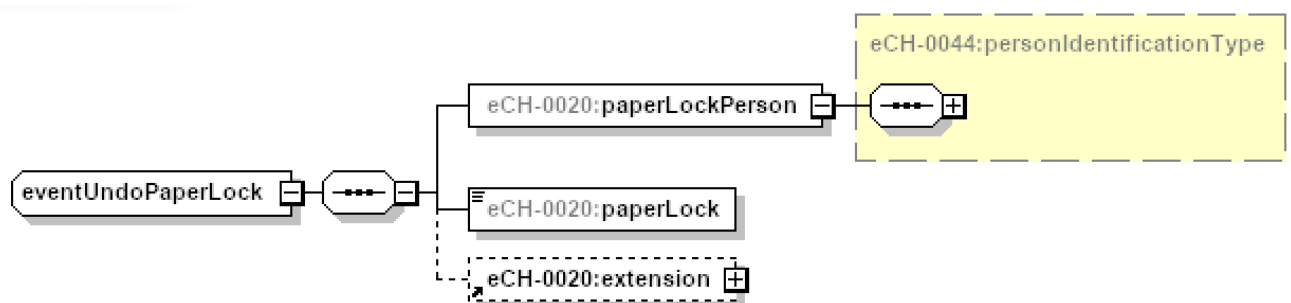 eCH-0044:personIdentificationType
eCH-0020:paperLockPerson
eventUndoPaperLock
eCH-0020:paperLock
eCH-0020:extension